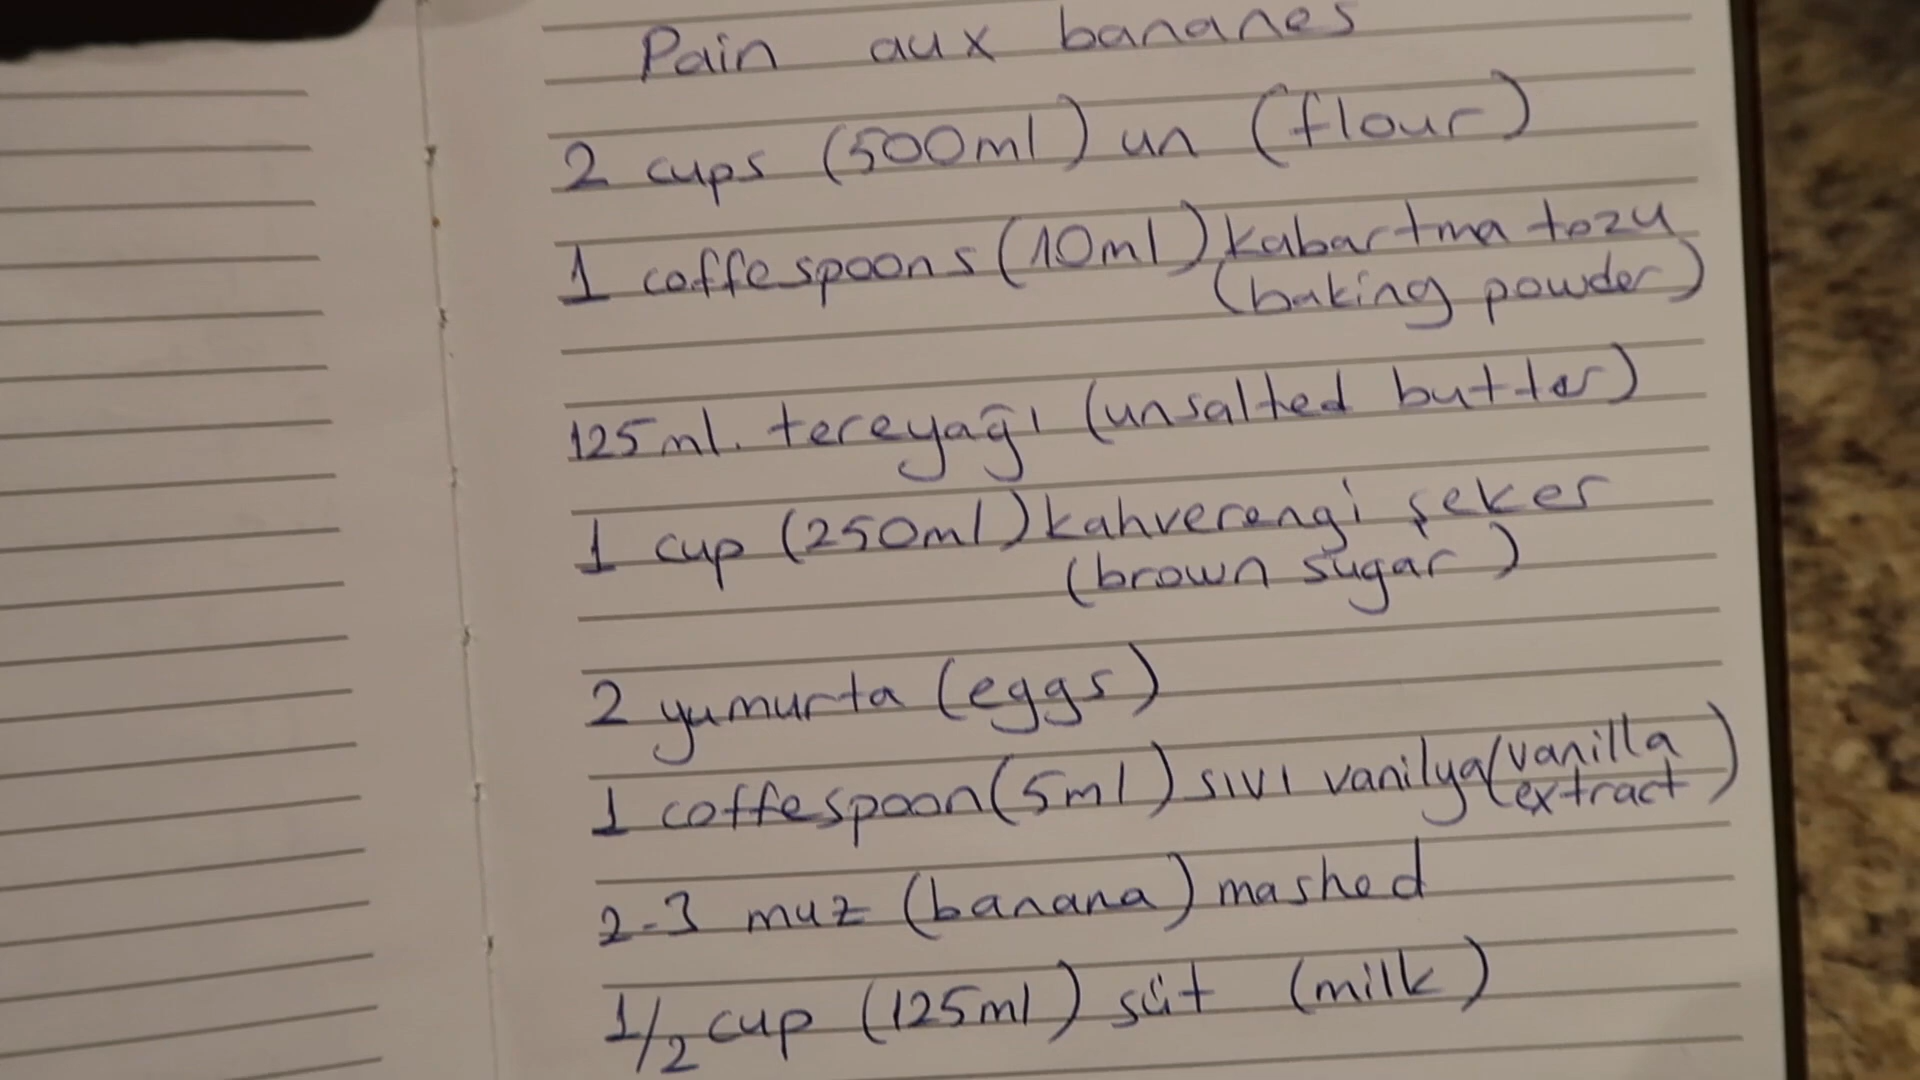 Pain aux bananes
2 cups (500ml) un (flour)
1 coffespoons (10ml) kabartma tozu
(baking powder)
125ml. tereyağı (unsalted butter)
1 cup (250ml) kahverengi şeker
(brown sugar)
2 yumurta (eggs)
1 coffespoon (5ml) sıvı vanilya (vanilla
extract)
2-3 muz (banana) mashed
1/2 cup (125ml) süt (milk)